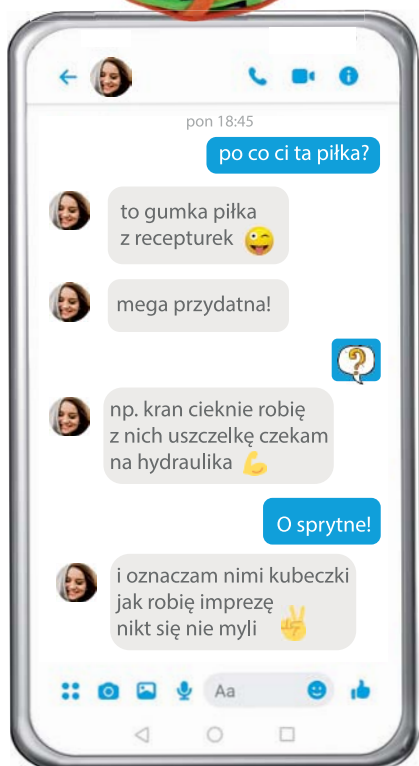 pon 18:45
po co ci ta piłka?
to gumka piłka
z recepturek
mega przydatna!
?
np. kran cieknie robię
z nich uszczelkę czekam
na hydraulika
O sprytne!
i oznaczam nimi kubeczki
jak robię imprezę
nikt się nie myli
Aa